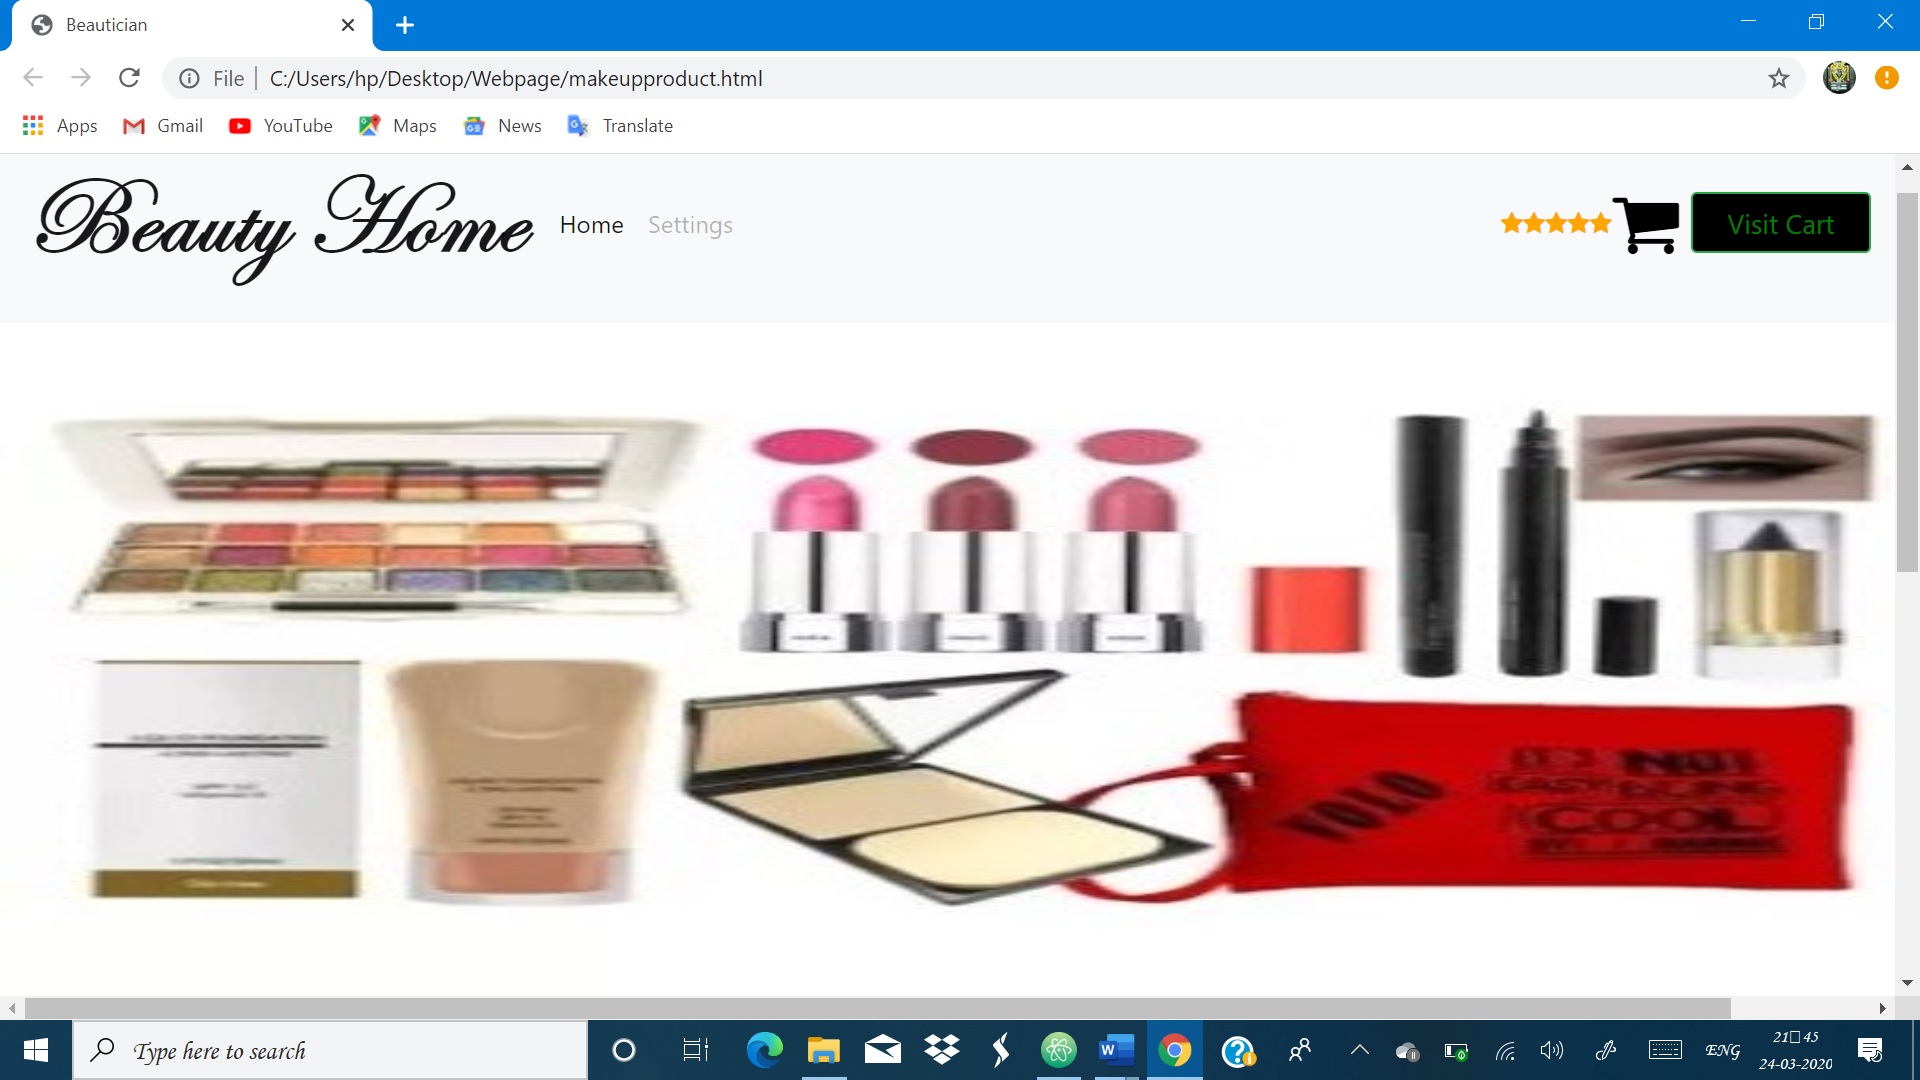 Beautician
File
C:/Users/hp/Desktop/Webpage/makeupproduct.html
Apps
Gmail
YouTube
Maps
News
Translate
Beauty Home
Home
Settings
Visit Cart
YOLO
COOL
Type here to search
ENG
21 45
24-03-2020